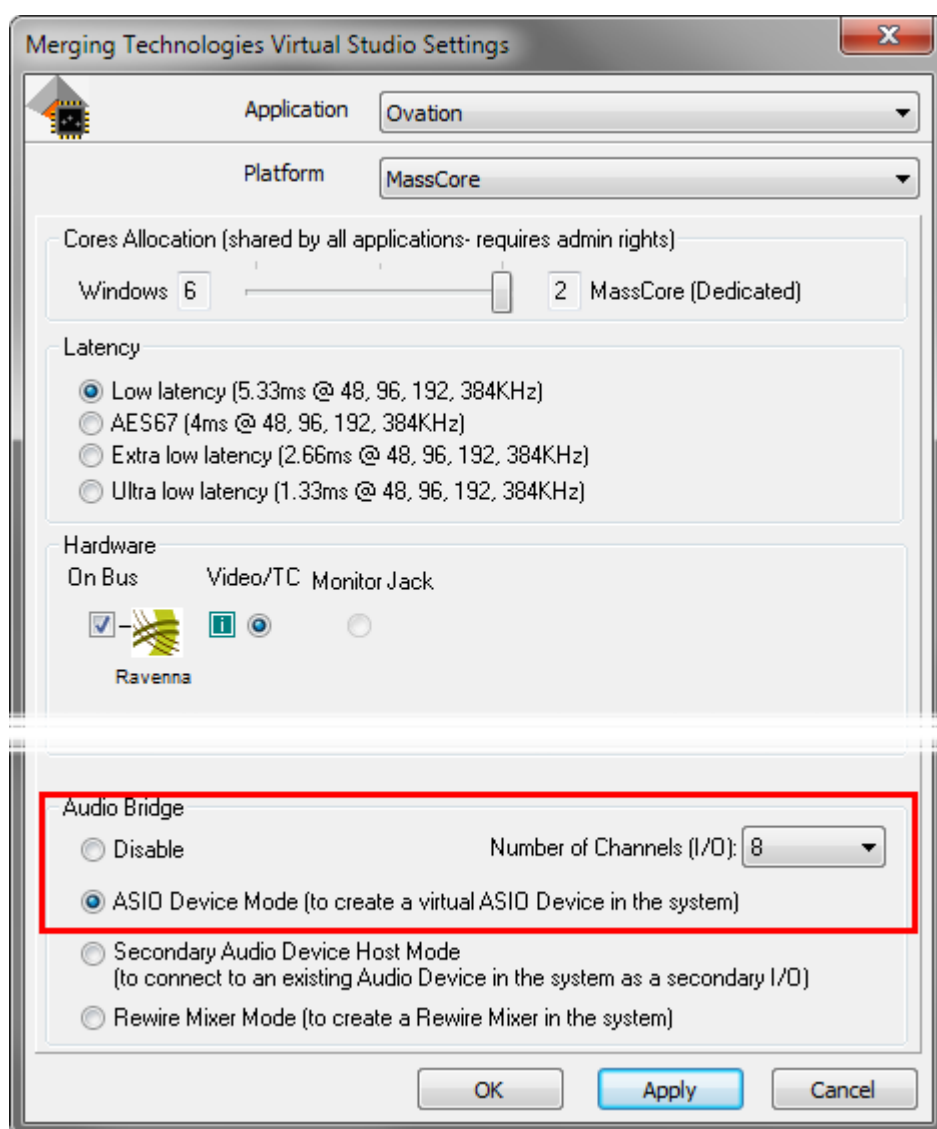 Merging Technologies Virtual Studio Settings
Application Ovation
Platform MassCore
Cores Allocation (shared by all applications- requires admin rights)
Windows 6 2 MassCore (Dedicated)
Latency
Low latency (5.33ms @ 48, 96, 192, 384KHz)
AES67 (4ms @ 48, 96, 192, 384KHz)
Extra low latency (2.66ms @ 48, 96, 192, 384KHz)
Ultra low latency (1.33ms @ 48, 96, 192, 384KHz)
Hardware
On Bus Video/TC Monitor Jack
i
Ravenna
Audio Bridge
Disable Number of Channels (I/O): 8
ASIO Device Mode (to create a virtual ASIO Device in the system)
Secondary Audio Device Host Mode
(to connect to an existing Audio Device in the system as a secondary I/O)
Rewire Mixer Mode (to create a Rewire Mixer in the system)
OK Apply Cancel